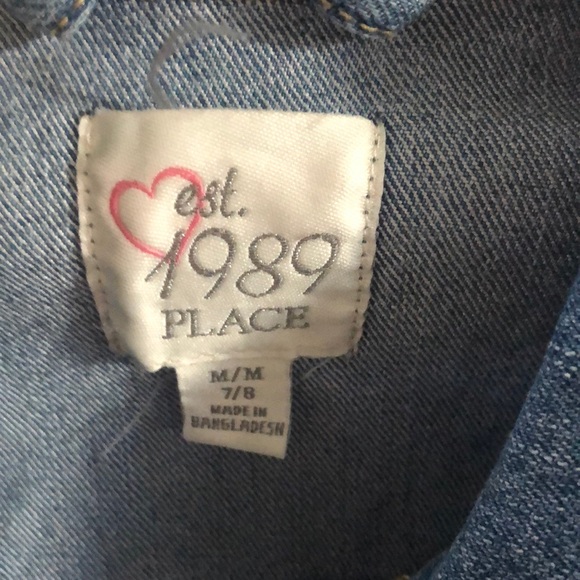 est.
1989
PLACE
M/M
7/8
MADE IN
BANGLADESH